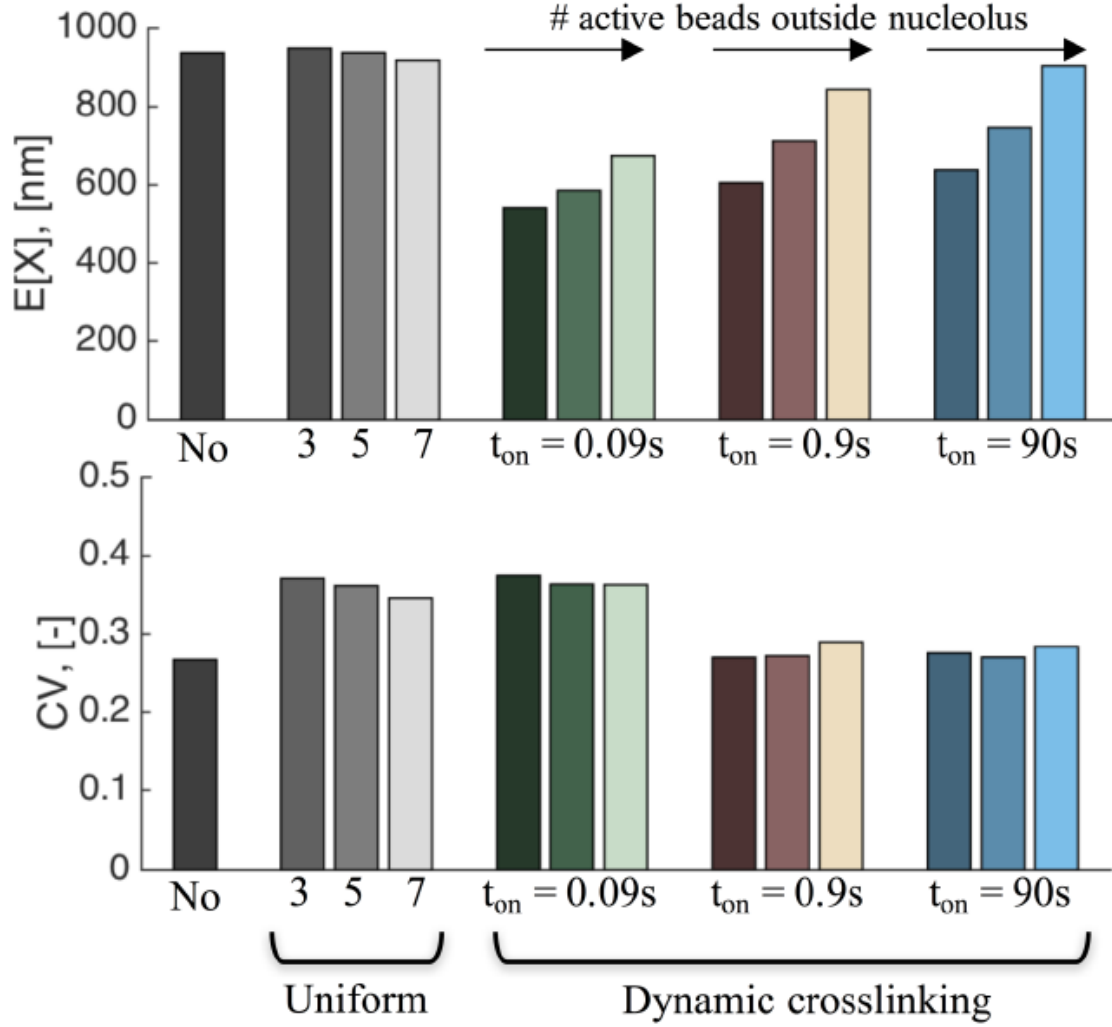 # active beads outside nucleolus
1000
800
600
400
200
0
E[X], [nm]
No 3 5 7 t_on = 0.09s t_on = 0.9s t_on = 90s
0.5
0.4
0.3
0.2
0.1
0
CV, [-]
No 3 5 7 t_on = 0.09s t_on = 0.9s t_on = 90s
Uniform Dynamic crosslinking